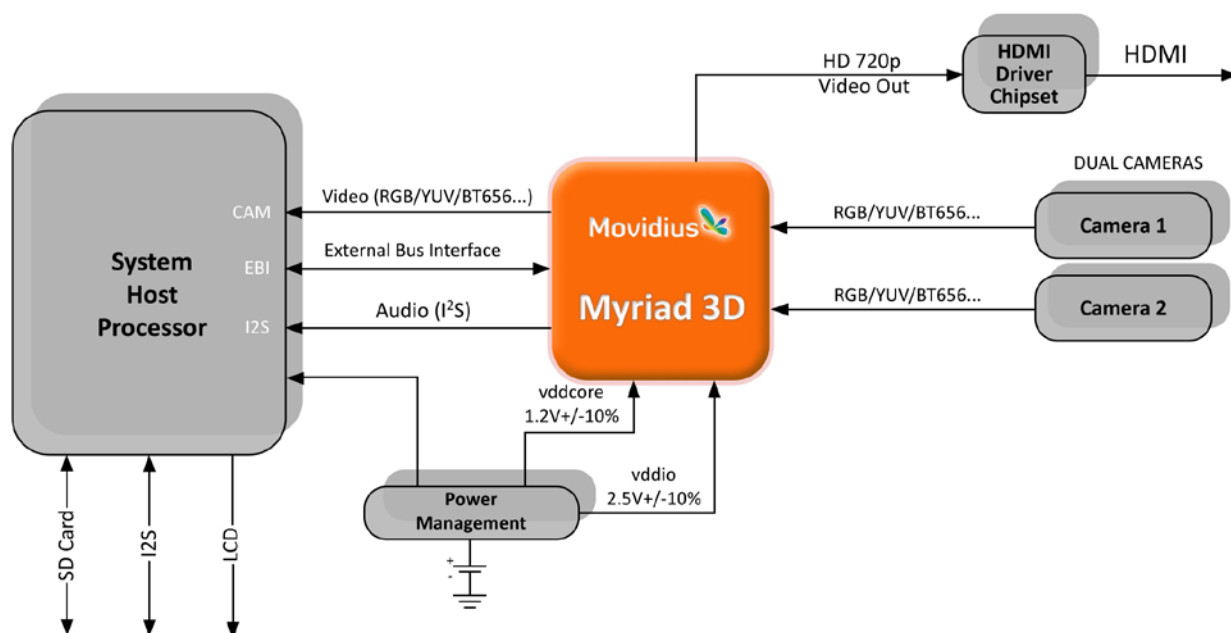 HD 720p
Video Out
HDMI
Driver
Chipset
HDMI
DUAL CAMERAS
Video (RGB/YUV/BT656...)
CAM
RGB/YUV/BT656...
Camera 1
Movidius
External Bus Interface
EBI
System
Host
Processor
Myriad 3D
RGB/YUV/BT656...
Camera 2
Audio (I²S)
I2S
vddcore
1.2V+/-10%
vddio
2.5V+/-10%
Power
Management
+
-
SD Card
I2S
LCD